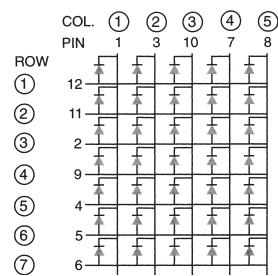 COL. ① ② ③ ④ ⑤
PIN 1 3 10 7 8
ROW
① 12
② 11
③ 2
④ 9
⑤ 4
⑥ 5
⑦ 6